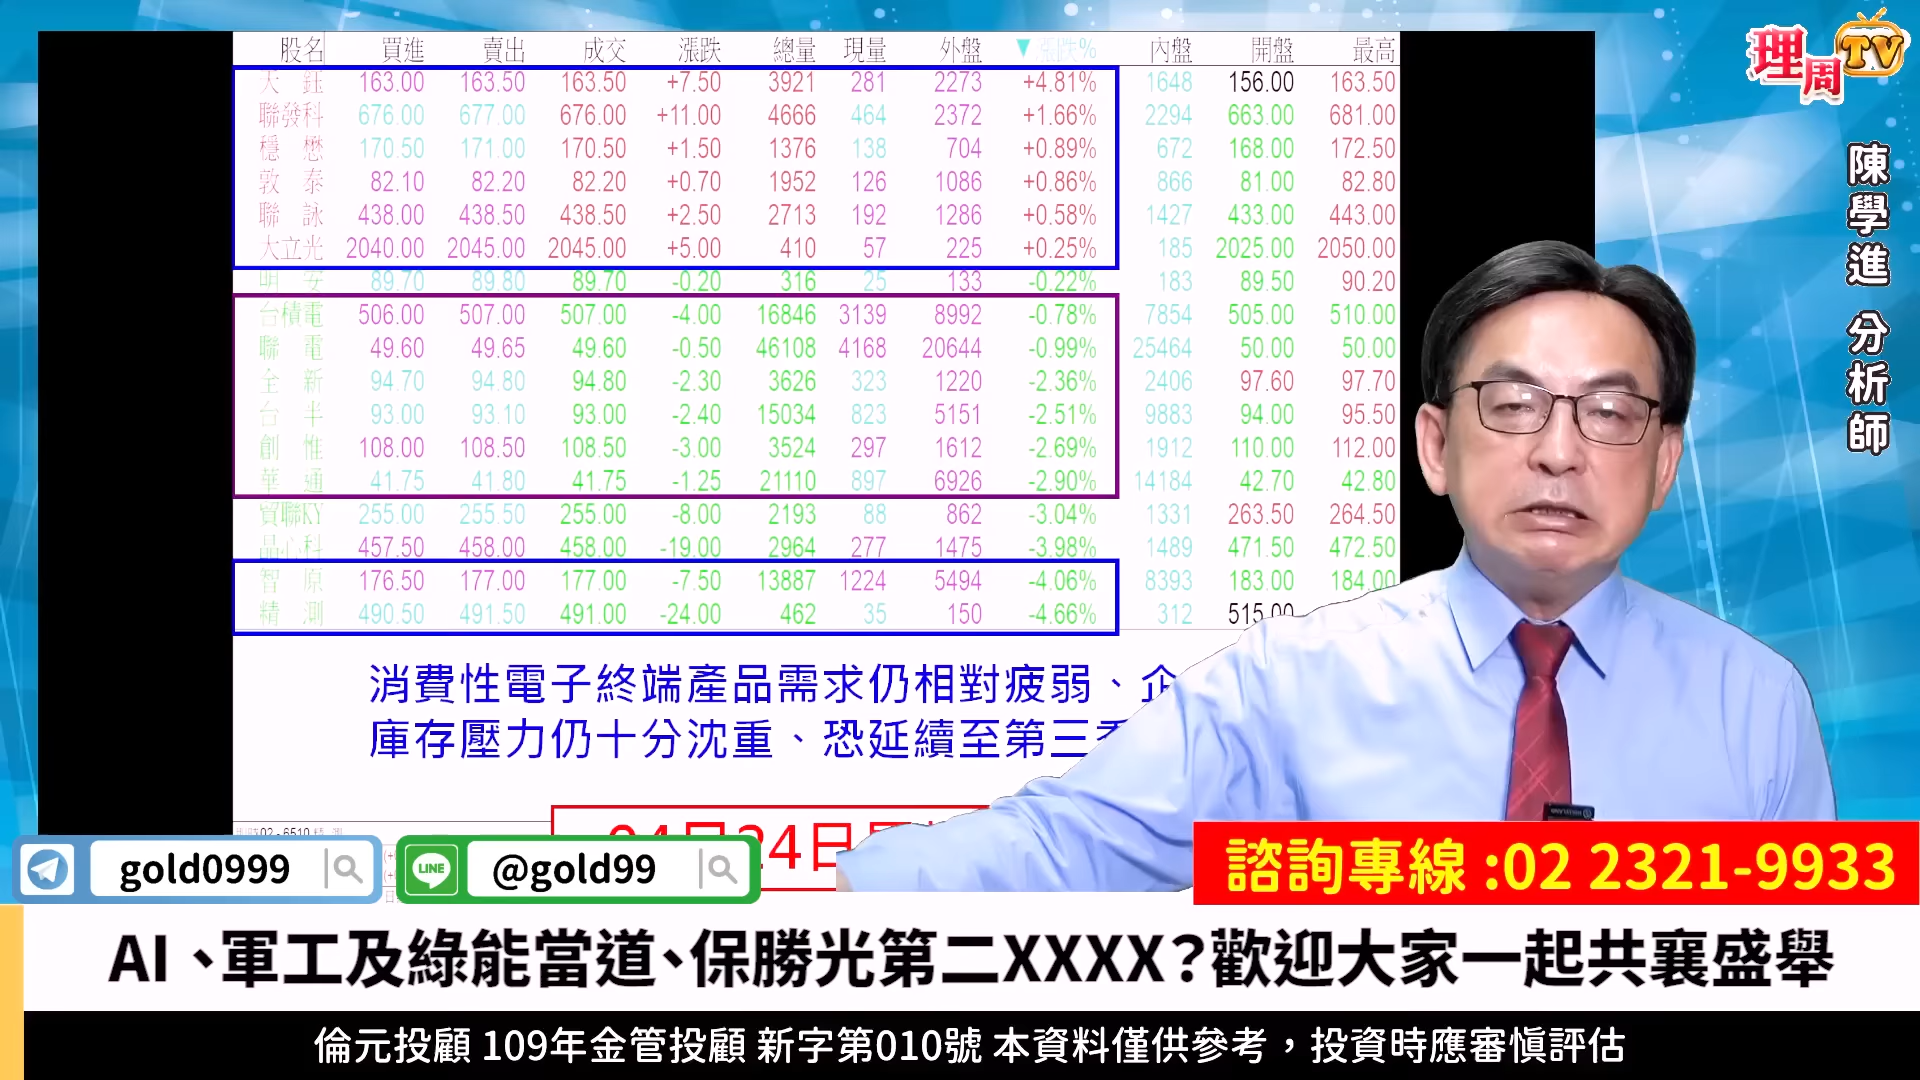 股名 買進 賣出 成交 漲跌 總量 現量 外盤 ▼漲跌% 內盤 開盤 最高
天 鈺 163.00 163.50 163.50 +7.50 3921 281 2273 +4.81% 1648 156.00 163.50
聯發科 676.00 677.00 676.00 +11.00 4666 464 2372 +1.66% 2294 663.00 681.00
穩 懋 170.50 171.00 170.50 +1.50 1376 138 704 +0.89% 672 168.00 172.50
敦 泰 82.10 82.20 82.20 +0.70 1952 126 1086 +0.86% 866 81.00 82.80
聯 詠 438.00 438.50 438.50 +2.50 2713 192 1286 +0.58% 1427 433.00 443.00
大立光 2040.00 2045.00 2045.00 +5.00 410 57 225 +0.25% 185 2025.00 2050.00
明 安 89.70 89.80 89.70 -0.20 316 25 133 -0.22% 183 89.50 90.20
台積電 506.00 507.00 507.00 -4.00 16846 3139 8992 -0.78% 7854 505.00 510.00
聯 電 49.60 49.65 49.60 -0.50 46108 4168 20644 -0.99% 25464 50.00 50.00
全 新 94.70 94.80 94.80 -2.30 3626 323 1220 -2.36% 2406 97.60 97.70
台 半 93.00 93.10 93.00 -2.40 15034 823 5151 -2.51% 9883 94.00 95.50
創 惟 108.00 108.50 108.50 -3.00 3524 297 1612 -2.69% 1912 110.00 112.00
華 通 41.75 41.80 41.75 -1.25 21110 897 6926 -2.90% 14184 42.70 42.80
貿聯KY 255.00 255.50 255.00 -8.00 2193 88 862 -3.04% 1331 263.50 264.50
晶心科 457.50 458.00 458.00 -19.00 2964 277 1475 -3.98% 1489 471.50 472.50
智 原 176.50 177.00 177.00 -7.50 13887 1224 5494 -4.06% 8393 183.00 184.00
精 測 490.50 491.50 491.00 -24.00 462 35 150 -4.66% 312 515.00
消費性電子終端產品需求仍相對疲弱、企
庫存壓力仍十分沈重、恐延續至第三季
04月24日
理周TV
陳學進 分析師
gold0999
LINE @gold99
諮詢專線:02 2321-9933
AI、軍工及綠能當道、保勝光第二XXXX？歡迎大家一起共襄盛舉
倫元投顧 109年金管投顧 新字第010號 本資料僅供參考，投資時應審慎評估